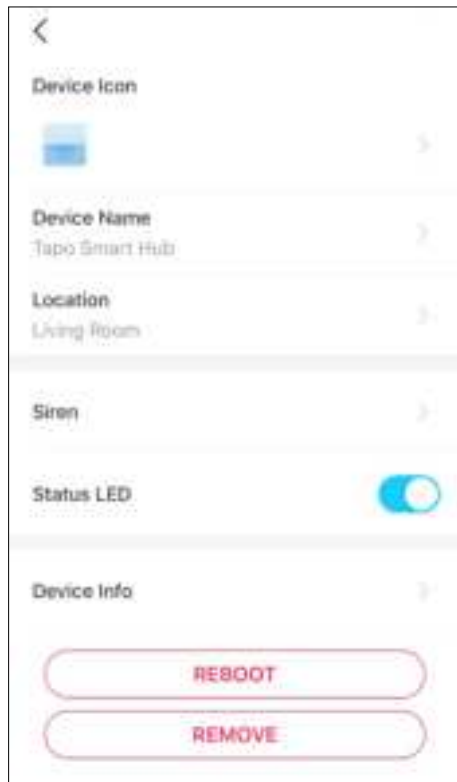 Device Icon
Device Name
Tapo Smart Hub
Location
Living Room
Siren
Status LED
Device Info
REBOOT
REMOVE